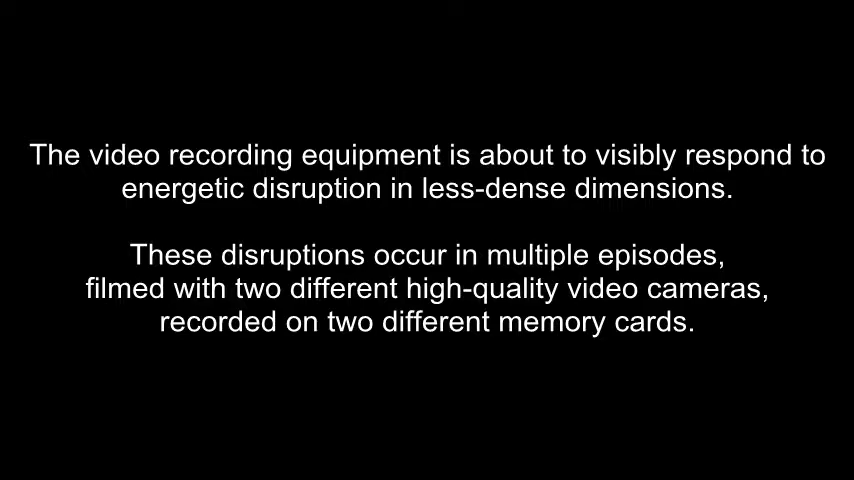 The video recording equipment is about to visibly respond to
energetic disruption in less-dense dimensions.
These disruptions occur in multiple episodes,
filmed with two different high-quality video cameras,
recorded on two different memory cards.